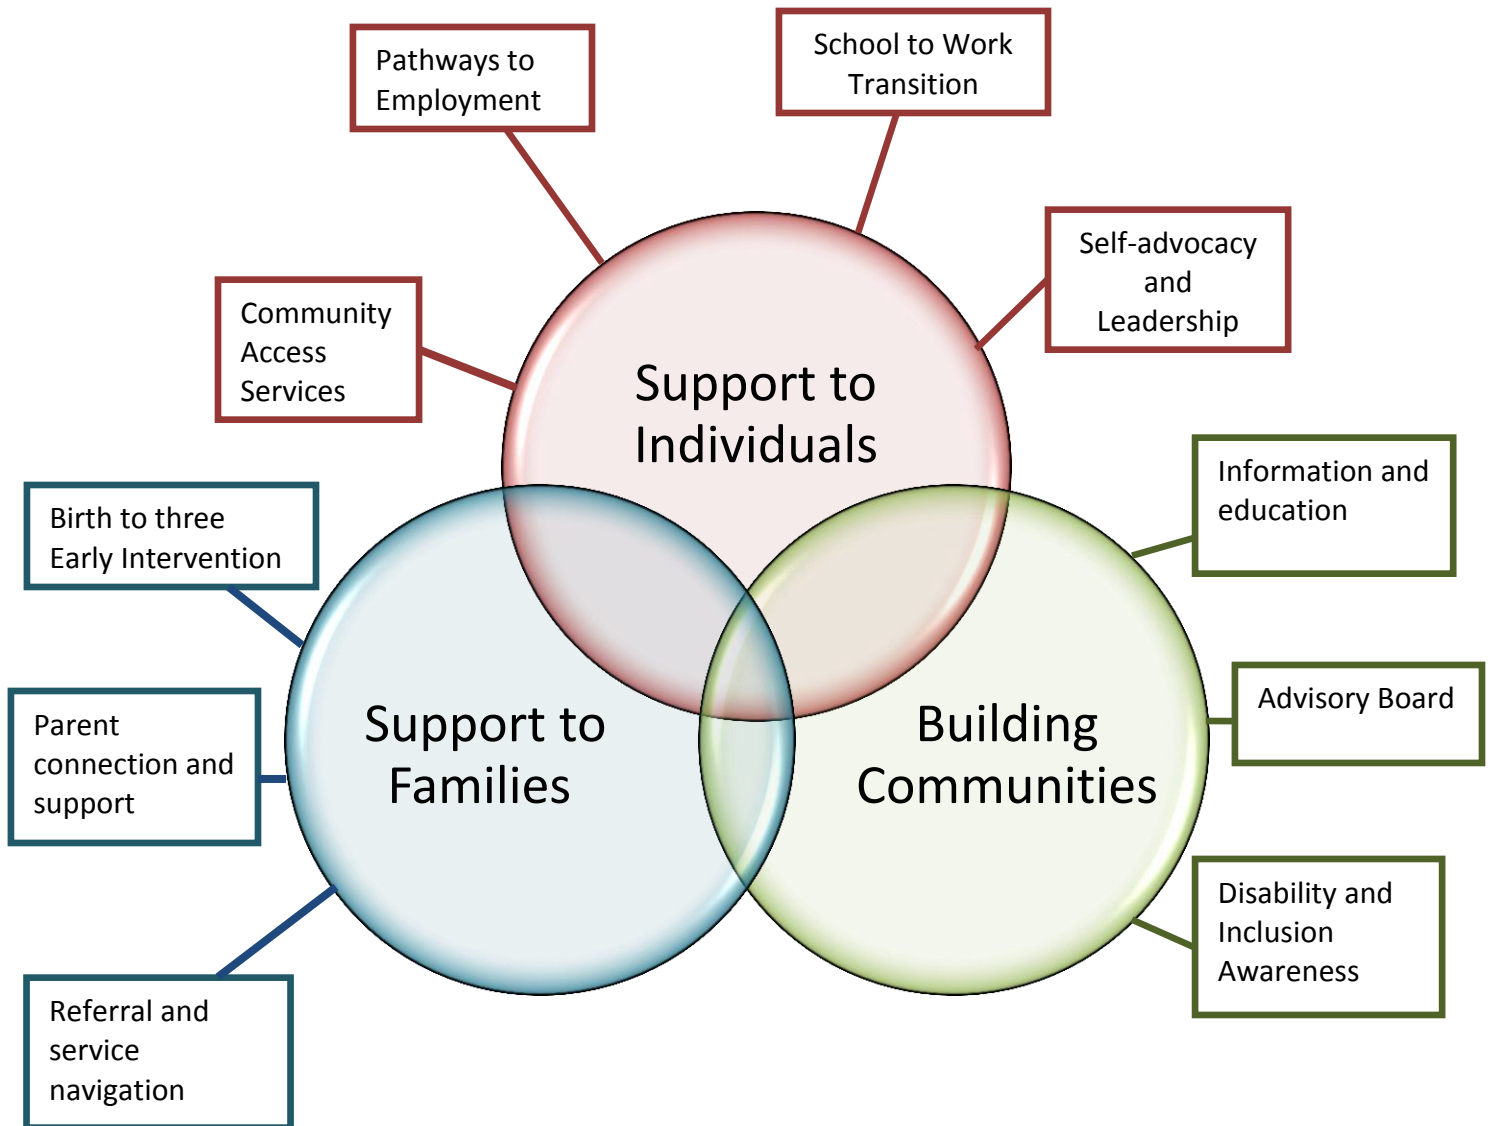 Pathways to
Employment
School to Work
Transition
Self-advocacy
and
Leadership
Community
Access
Services
Support to
Individuals
Information and
education
Birth to three
Early Intervention
Advisory Board
Parent
connection and
support
Support to
Families
Building
Communities
Disability and
Inclusion
Awareness
Referral and
service
navigation